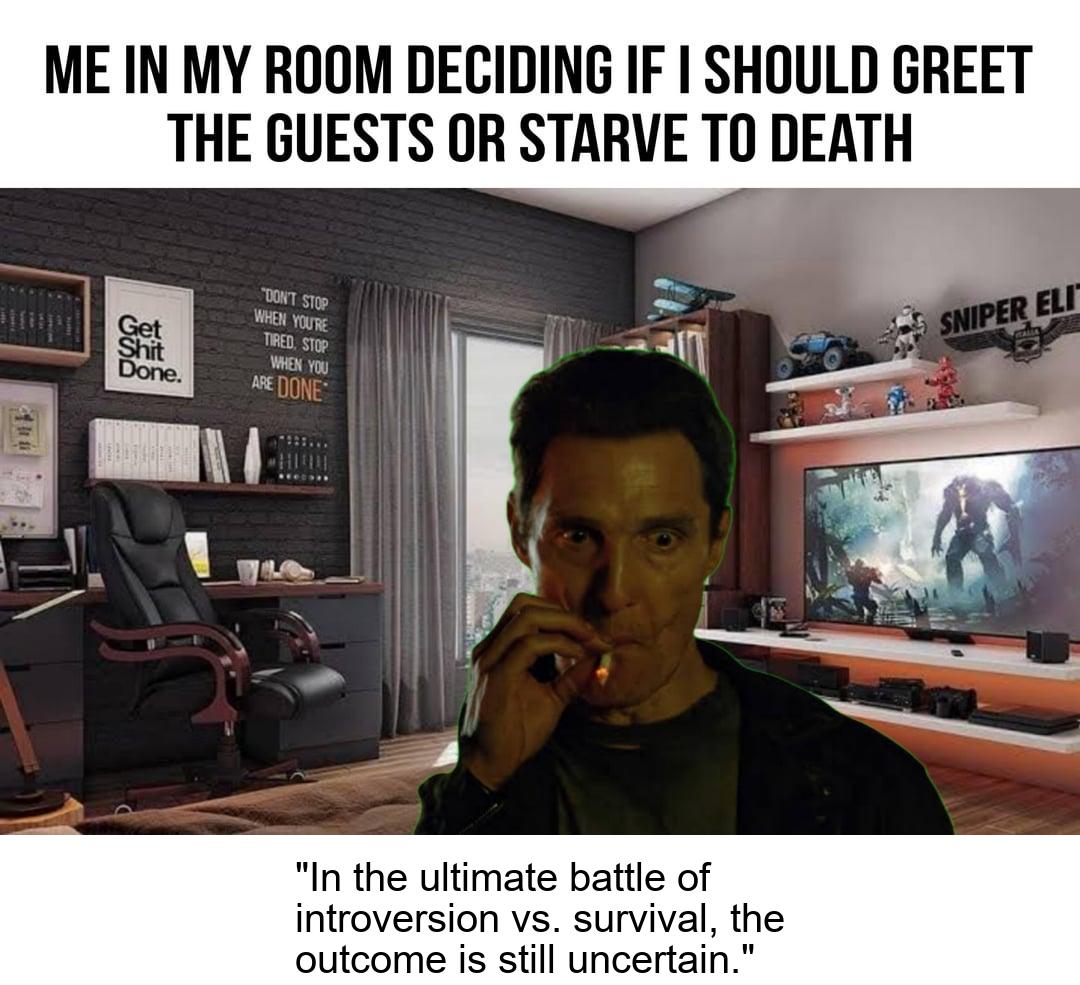 ME IN MY ROOM DECIDING IF I SHOULD GREET
THE GUESTS OR STARVE TO DEATH
Get
Shit
Done.
"DON'T STOP
WHEN YOU'RE
TIRED. STOP
WHEN YOU
ARE DONE"
SNIPER ELIT
"In the ultimate battle of
introversion vs. survival, the
outcome is still uncertain."